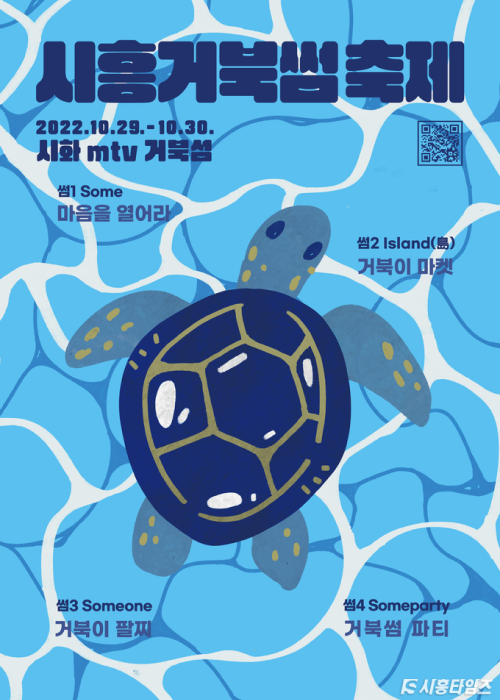 시흥거북썸 축제
2022.10.29.-10.30.
시화 mtv 거북섬
썸1 Some
마음을 열어라
썸2 Island(島)
거북이 마켓
썸3 Someone
거북이 팔찌
썸4 Someparty
거북썸 파티
시흥타임즈